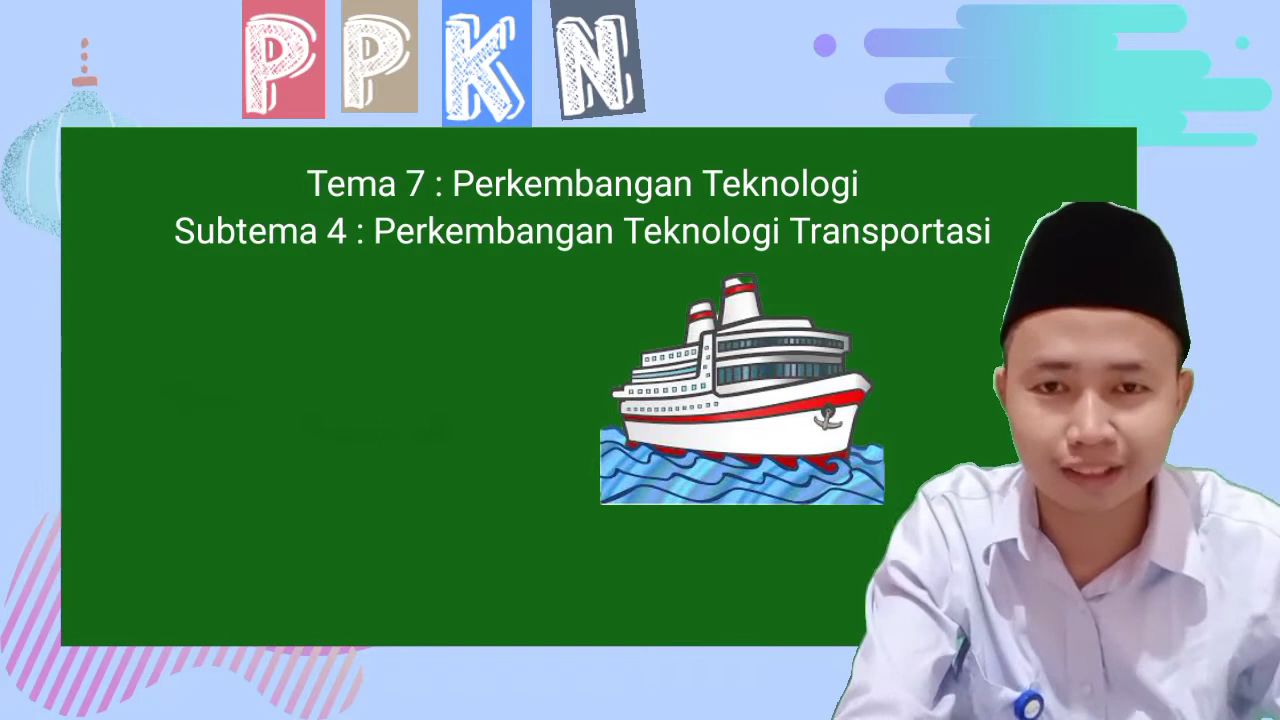 PPKN
Tema 7 : Perkembangan Teknologi
Subtema 4 : Perkembangan Teknologi Transportasi